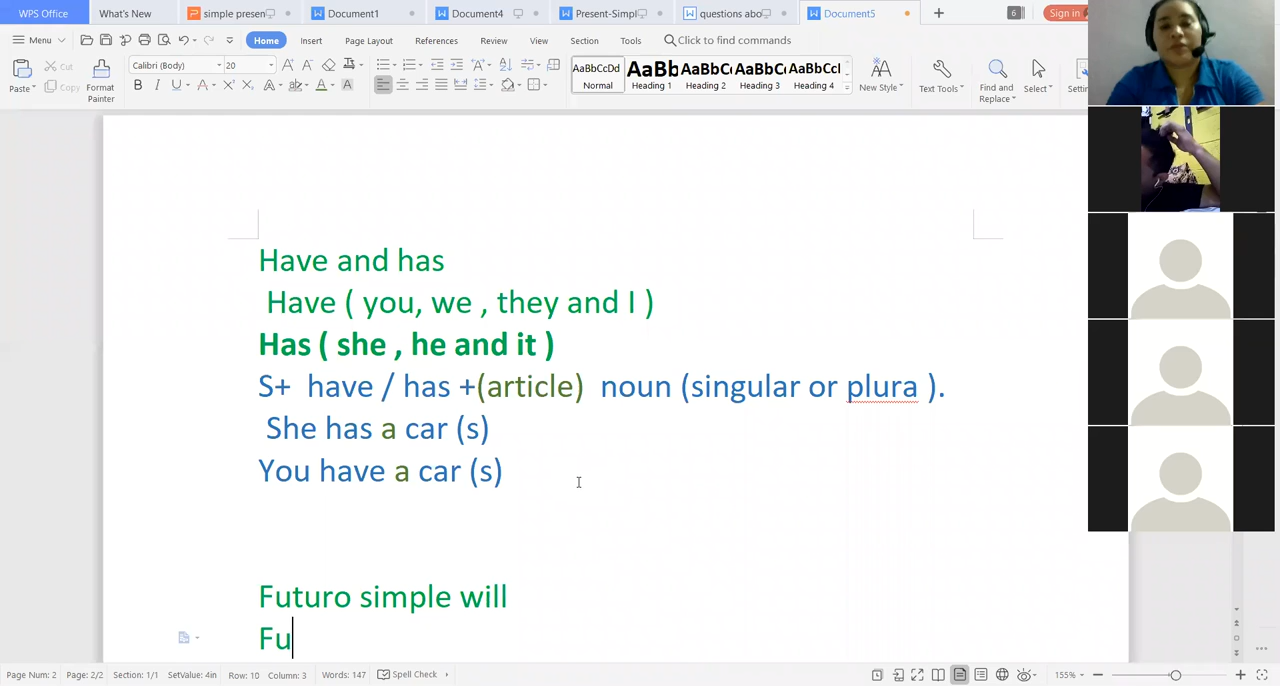 WPS Office What's New simple presen Document1 Document4 Present-Simpl questions abo Document5 + 6 Sign in
Menu Home Insert Page Layout References Review View Section Tools Click to find commands
Paste Cut Copy Format Painter Calibri (Body) 20 AaBbCcDd Normal AaBb Heading 1 AaBbC Heading 2 AaBbC Heading 3 AaBbCcI Heading 4 New Style Text Tools Find and Replace Select Settin
Have and has
Have ( you, we , they and I )
Has ( she , he and it )
S+ have / has +(article) noun (singular or plura ).
She has a car (s)
You have a car (s)
Futuro simple will
Fu
Page Num: 2 Page: 2/2 Section: 1/1 SetValue: 4in Row: 10 Column: 3 Words: 147 Spell Check 155%